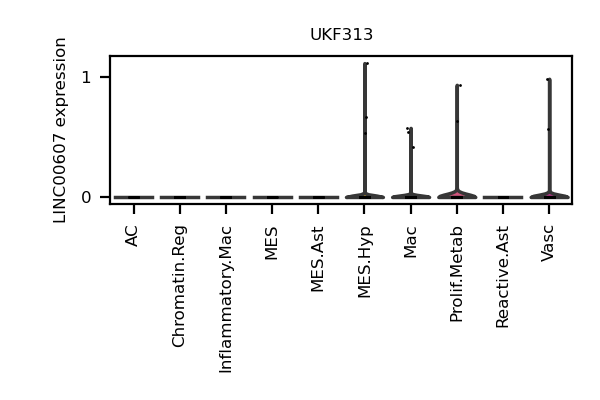 UKF313
LINC00607 expression
1
0
AC
Chromatin.Reg
Inflammatory.Mac
MES
MES.Ast
MES.Hyp
Mac
Prolif.Metab
Reactive.Ast
Vasc